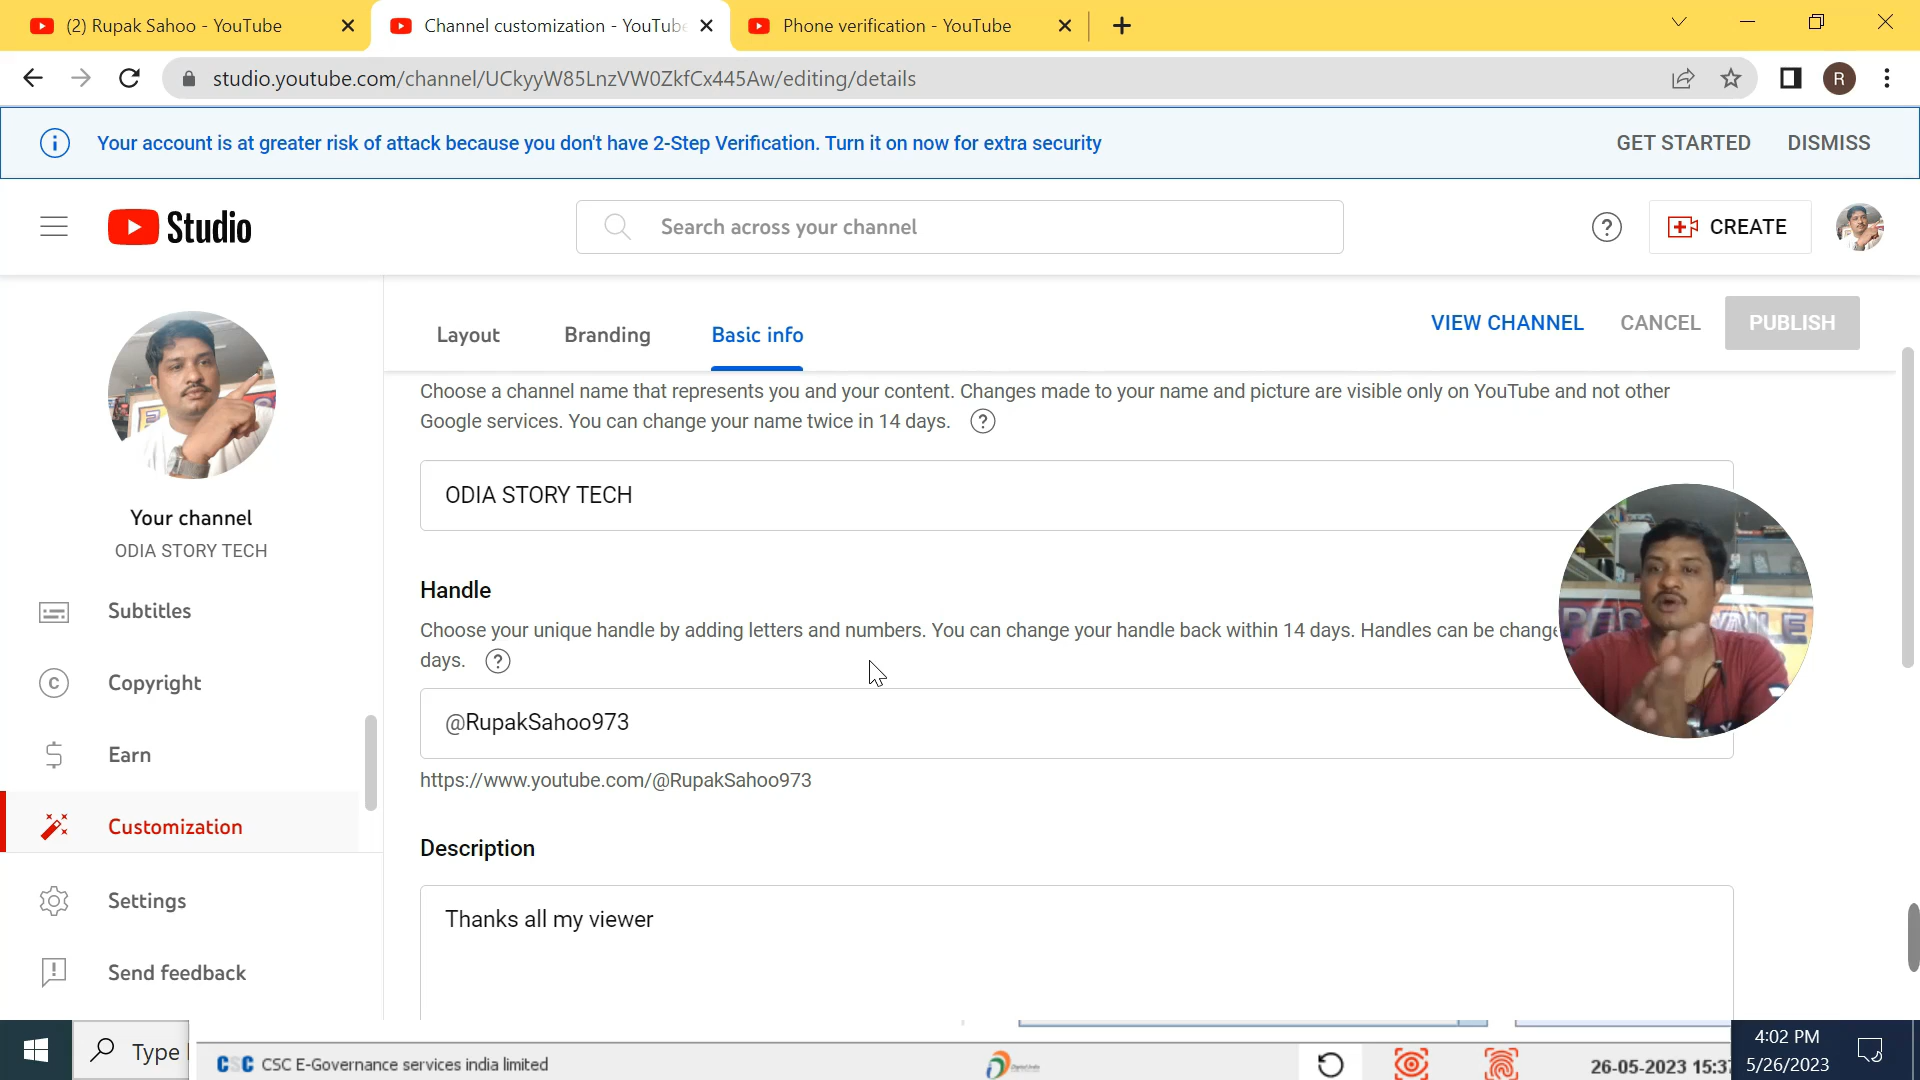 (2) Rupak Sahoo - YouTube
Channel customization - YouTube
Phone verification - YouTube
studio.youtube.com/channel/UCkyyW85LnzVW0ZkfCx445Aw/editing/details
R
Your account is at greater risk of attack because you don't have 2-Step Verification. Turn it on now for extra security
GET STARTED
DISMISS
Studio
Search across your channel
CREATE
Layout
Branding
Basic info
VIEW CHANNEL
CANCEL
PUBLISH
Your channel
ODIA STORY TECH
Subtitles
Copyright
Earn
Customization
Settings
Send feedback
Choose a channel name that represents you and your content. Changes made to your name and picture are visible only on YouTube and not other
Google services. You can change your name twice in 14 days.
ODIA STORY TECH
Handle
Choose your unique handle by adding letters and numbers. You can change your handle back within 14 days. Handles can be change
days.
@RupakSahoo973
https://www.youtube.com/@RupakSahoo973
Description
Thanks all my viewer
Type
CSC CSC E-Governance services india limited
26-05-2023 15:37
4:02 PM
5/26/2023